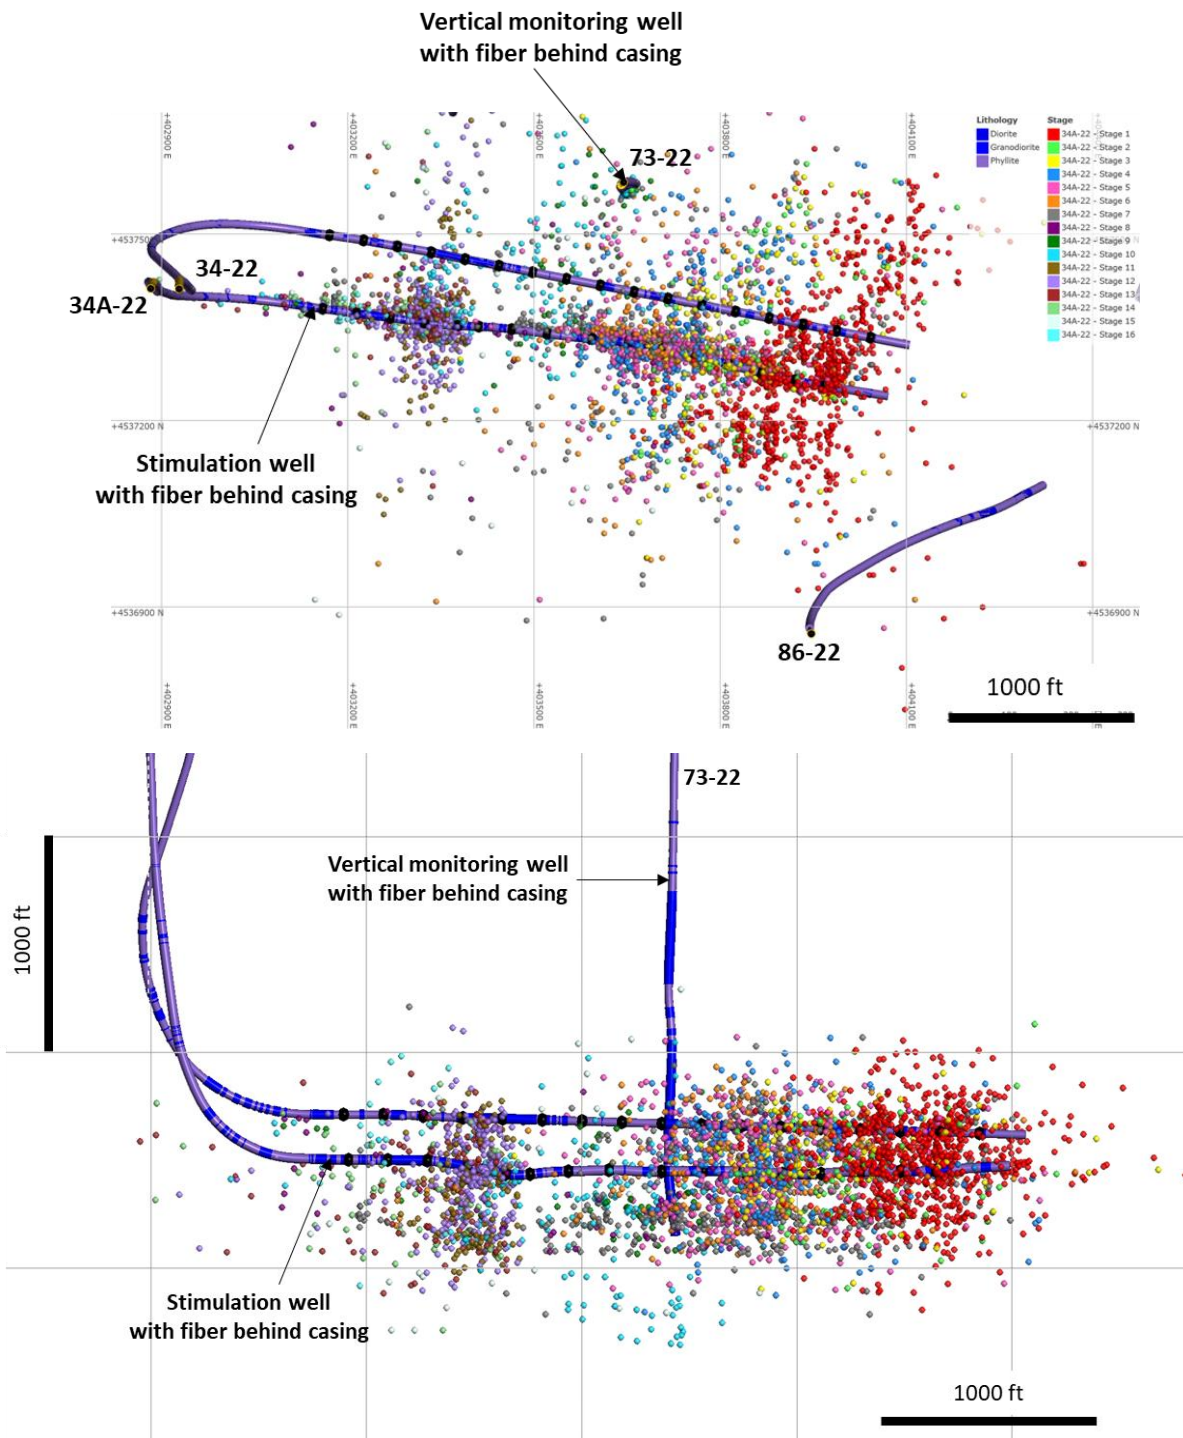 Vertical monitoring well
with fiber behind casing
73-22
+402900 E
+403200 E
+403800 E
+404100 E
Lithology
Diorite
Granodiorite
Phyllite
Stage
34A-22 - Stage 1
34A-22 - Stage 2
34A-22 - Stage 3
34A-22 - Stage 4
34A-22 - Stage 5
34A-22 - Stage 6
34A-22 - Stage 7
34A-22 - Stage 8
34A-22 - Stage 9
34A-22 - Stage 10
34A-22 - Stage 11
34A-22 - Stage 12
34A-22 - Stage 13
34A-22 - Stage 14
34A-22 - Stage 15
34A-22 - Stage 16
34-22
34A-22
+4537200 N
+4537200 N
Stimulation well
with fiber behind casing
+4536900 N
+4536900 N
86-22
+402900 E
+403200 E
+403500 E
+403800 E
+404100 E
1000 ft
73-22
Vertical monitoring well
with fiber behind casing
1000 ft
Stimulation well
with fiber behind casing
1000 ft